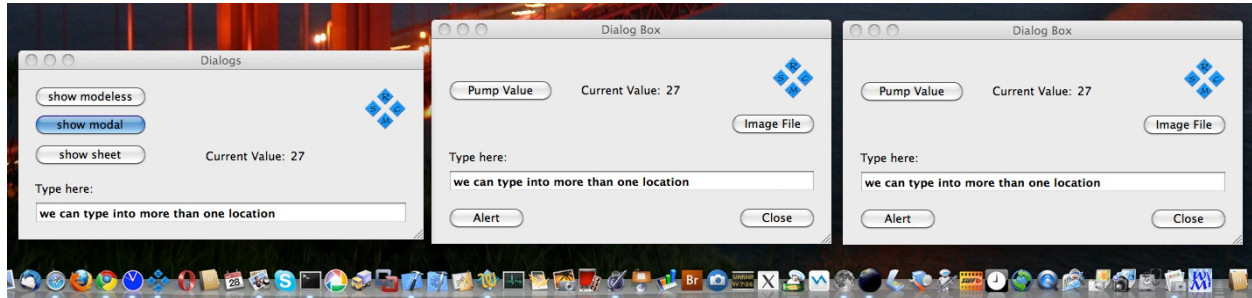 Dialogs
show modeless
show modal
show sheet
Current Value: 27
Type here:
we can type into more than one location
R
S C
M
Dialog Box
Pump Value
Current Value: 27
R
S C
M
Image File
Type here:
we can type into more than one location
Alert
Close
Dialog Box
Pump Value
Current Value: 27
R
S C
M
Image File
Type here:
we can type into more than one location
Alert
Close
28
Br
X